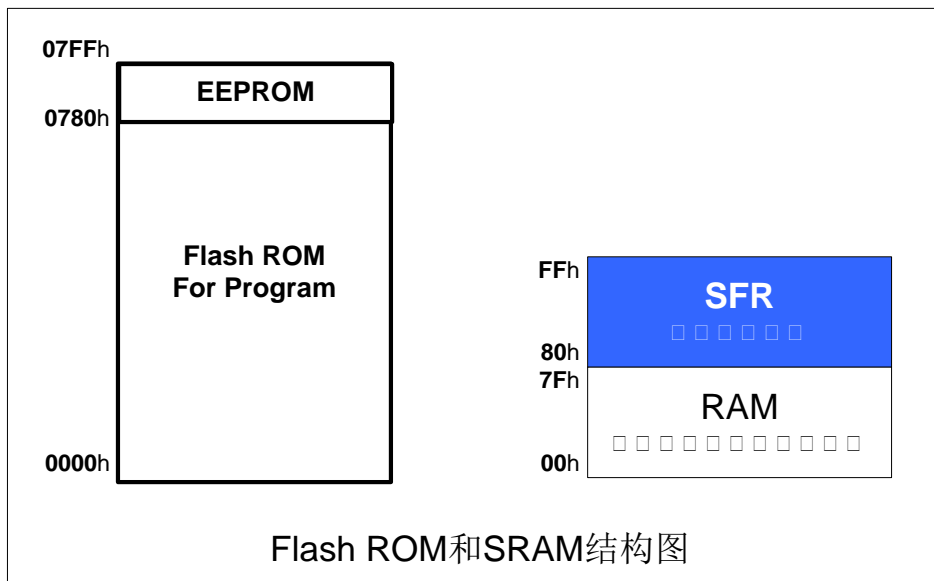 07FFh
EEPROM
0780h
Flash ROM
For Program
0000h
FFh
SFR
80h
7Fh
RAM
00h
Flash ROM和SRAM结构图